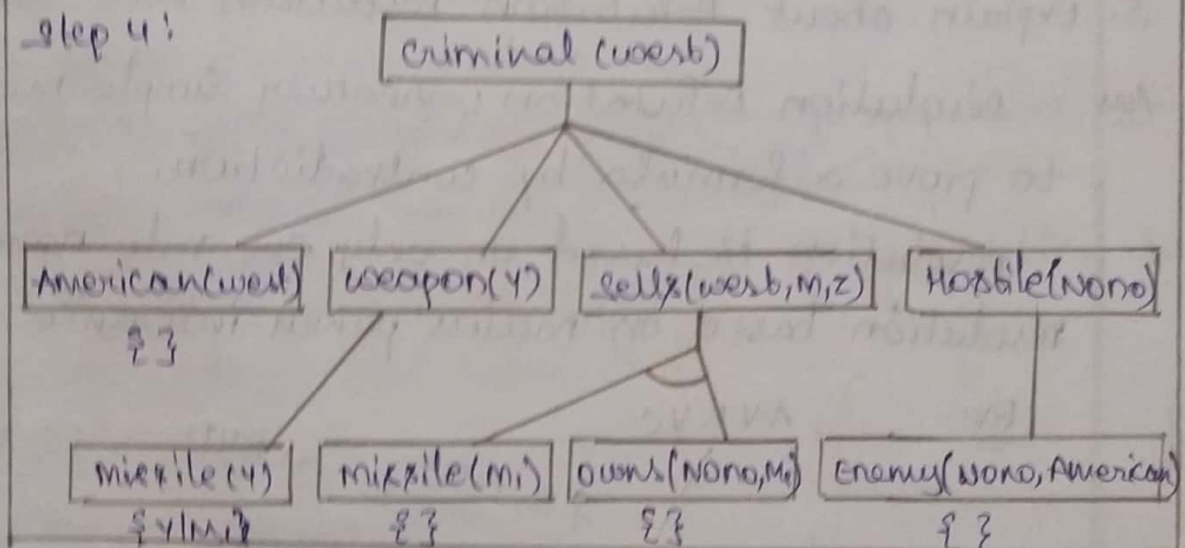 Step 4:
Criminal (west)
American(west) weapon(y) sells(west, M, z) Hostile(Nono)
{ }
Missile(y) Missile(M1) Owns(Nono, M1) Enemy(Nono, American)
{y/M1} { } { } { }